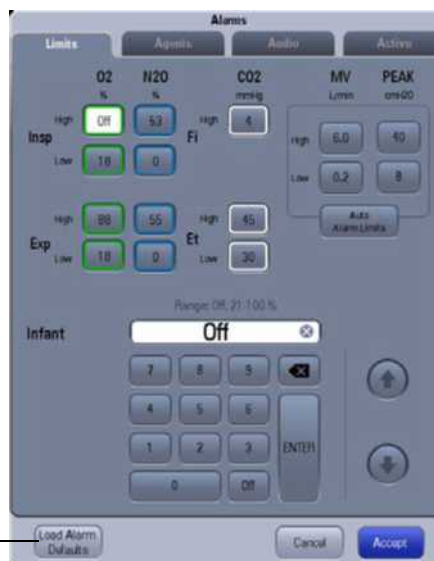 Alarms
Limits Agents Audio Active
O2 N2O CO2 MV PEAK
% % mmHg L/min cmH2O
High Off 53 High 4 High 6.0 40
Insp Fi
Low 18 0 Low 0.2 8
Auto
Alarm Limits
High 88 55 High 45
Exp Et
Low 18 0 Low 30
Range: Off, 21-100 %
Infant Off
7 8 9
4 5 6
1 2 3 ENTER
0 Off
Load Alarm
Defaults
Cancel Accept